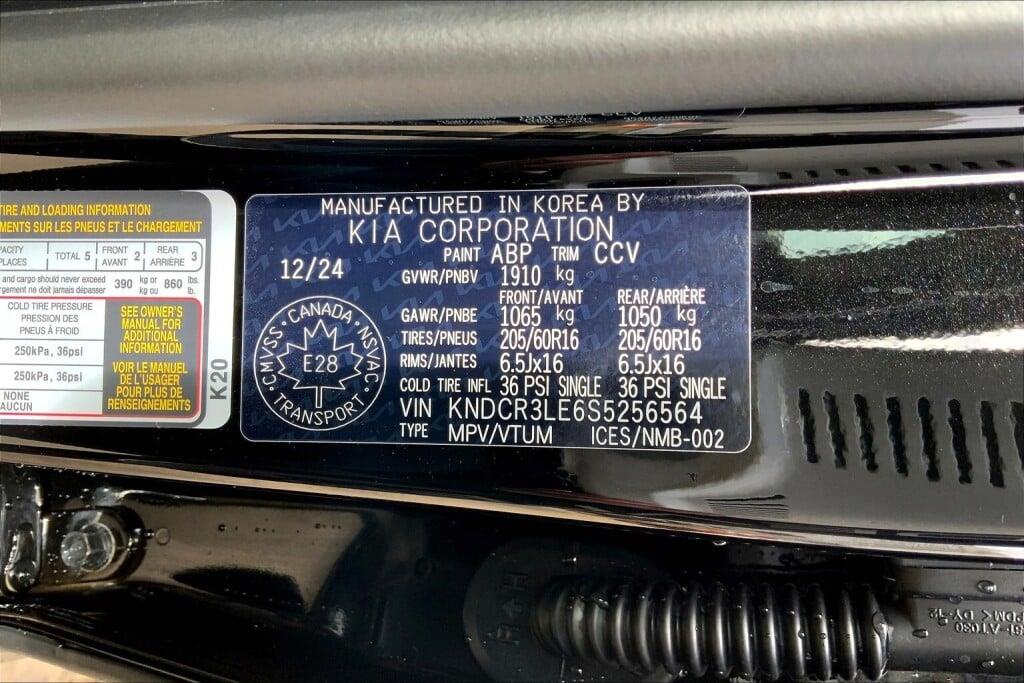 TIRE AND LOADING INFORMATION
MENTS SUR LES PNEUS ET LE CHARGEMENT
TOTAL 5 FRONT AVANT 2 REAR ARRIÈRE 3
PLACES
and cargo should never exceed 390 kg or 860 lbs.
ne doit jamais dépasser kg ou lb.
COLD TIRE PRESSURE
PRESSION DES
PNEUS À FROID
250kPa, 36psi
250kPa, 36psi
NONE
AUCUN
SEE OWNER'S
MANUAL FOR
ADDITIONAL
INFORMATION
VOIR LE MANUEL
DE L'USAGER
POUR PLUS DE
RENSEIGNEMENTS
K20
MANUFACTURED IN KOREA BY
KIA CORPORATION
PAINT ABP TRIM CCV
12/24
GVWR/PNBV 1910 kg
FRONT/AVANT REAR/ARRIÈRE
GAWR/PNBE 1065 kg 1050 kg
TIRES/PNEUS 205/60R16 205/60R16
RIMS/JANTES 6.5Jx16 6.5Jx16
COLD TIRE INFL 36 PSI SINGLE 36 PSI SINGLE
VIN KNDCR3LE6S5256564
TYPE MPV/VTUM ICES/NMB-002
CMVSS · CANADA · NSVAC · TRANSPORT ·
E28
R+H